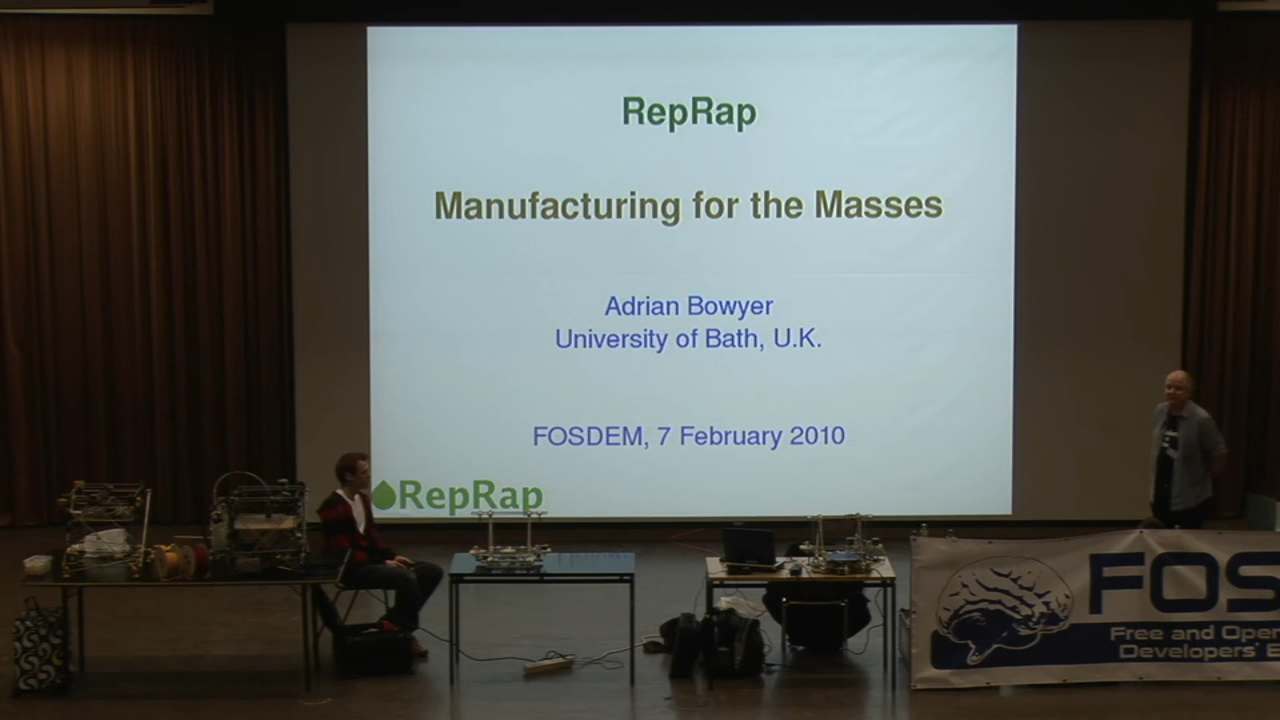 RepRap
Manufacturing for the Masses
Adrian Bowyer
University of Bath, U.K.
FOSDEM, 7 February 2010
RepRap
FOS
Free and Oper
Developers' E